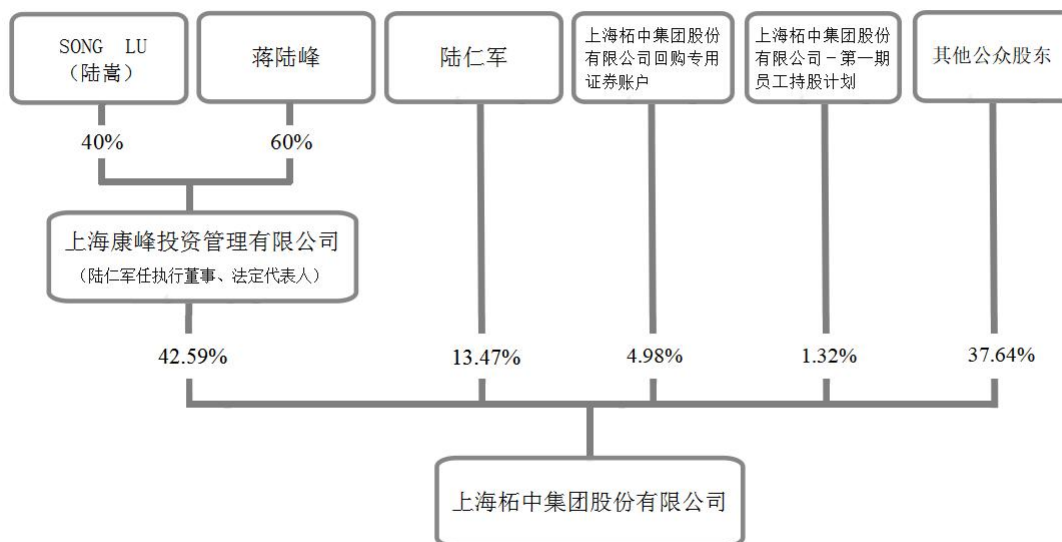 SONG LU
（陆嵩）
蒋陆峰
陆仁军
上海柘中集团股份
有限公司回购专用
证券账户
上海柘中集团股份
有限公司－第一期
员工持股计划
其他公众股东
40%
60%
上海康峰投资管理有限公司
（陆仁军任执行董事、法定代表人）
42.59%
13.47%
4.98%
1.32%
37.64%
上海柘中集团股份有限公司